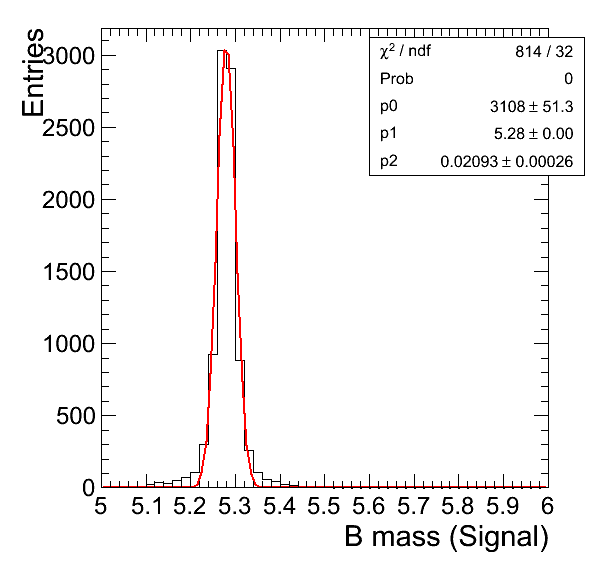 Entries
3000
2500
2000
1500
1000
500
0
5 5.1 5.2 5.3 5.4 5.5 5.6 5.7 5.8 5.9 6
B mass (Signal)
χ² / ndf 814 / 32
Prob 0
p0 3108 ± 51.3
p1 5.28 ± 0.00
p2 0.02093 ± 0.00026